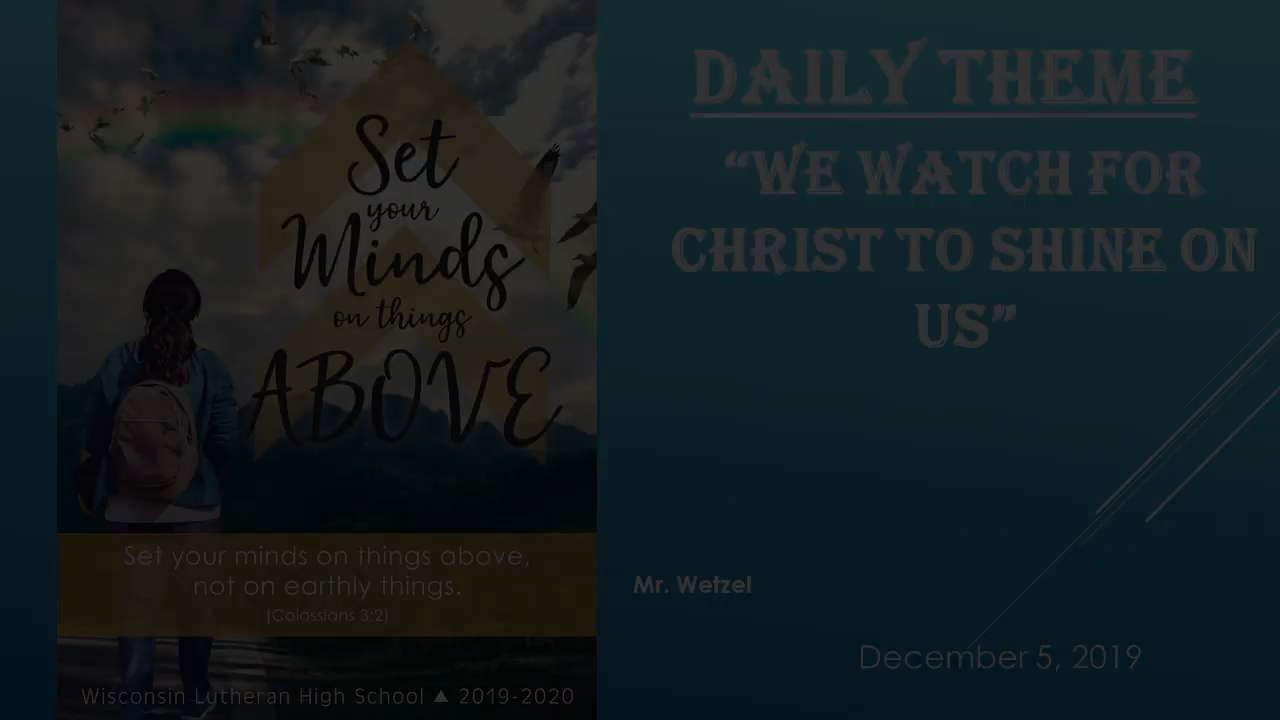 Set
your
Minds
on things
ABOVE
Set your minds on things above,
not on earthly things.
(Colossians 3:2)
Wisconsin Lutheran High School ▲ 2019-2020
DAILY THEME
“WE WATCH FOR
CHRIST TO SHINE ON
US”
Mr. Wetzel
December 5, 2019